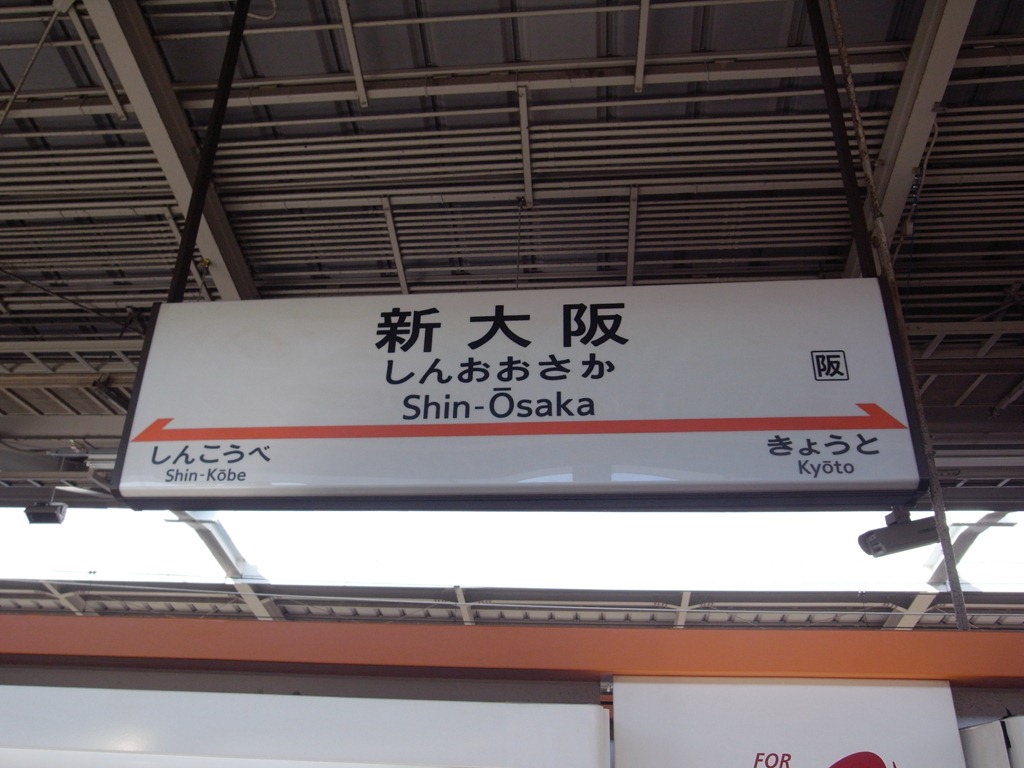 新大阪
しんおおさか
Shin-Ōsaka
阪
しんこうべ
Shin-Kōbe
きょうと
Kyōto
FOR